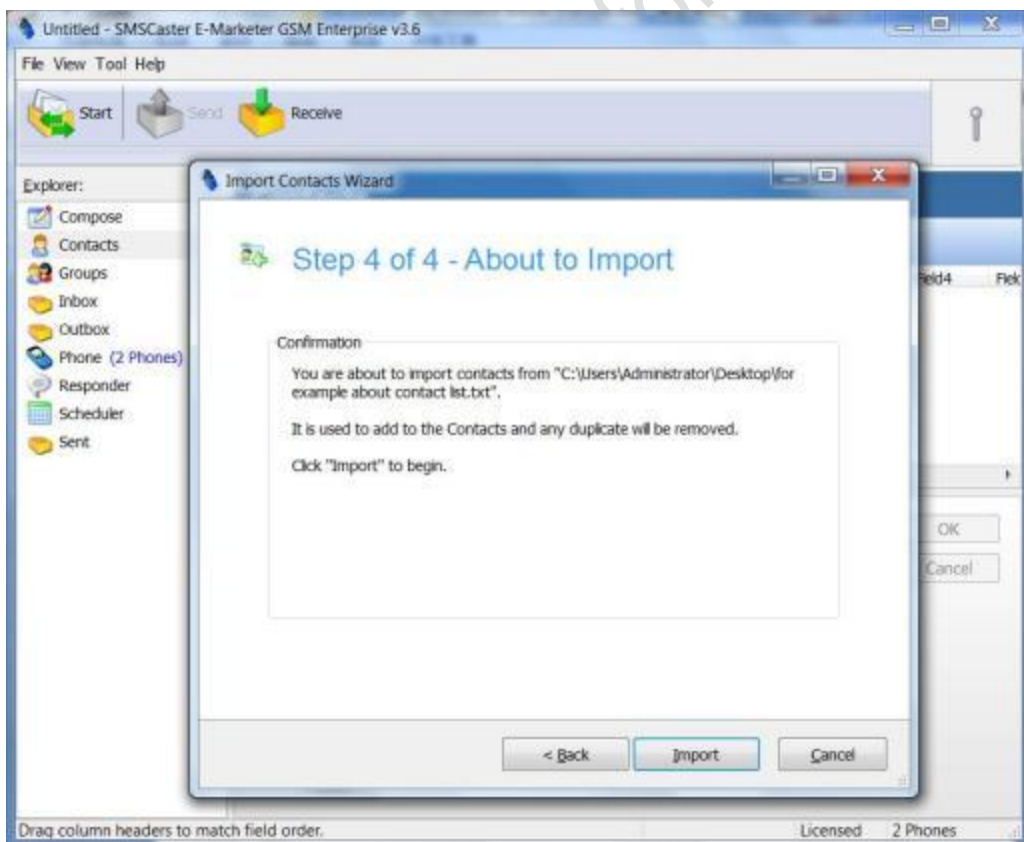 Untitled - SMSCaster E-Marketer GSM Enterprise v3.6
File View Tool Help
Start Send Receive
Explorer:
Compose
Contacts
Groups
Inbox
Outbox
Phone (2 Phones)
Responder
Scheduler
Sent
Import Contacts Wizard
Step 4 of 4 - About to Import
Confirmation
You are about to import contacts from "C:\Users\Administrator\Desktop\for
example about contact list.txt".
It is used to add to the Contacts and any duplicate will be removed.
Click "Import" to begin.
< Back Import Cancel
Field4 Fiek
OK
Cancel
Drag column headers to match field order. Licensed 2 Phones